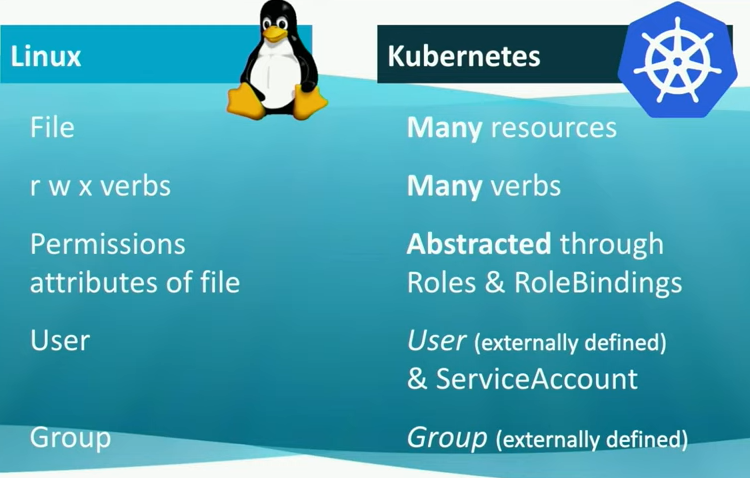 Linux
Kubernetes
File
Many resources
r w x verbs
Many verbs
Permissions
attributes of file
Abstracted through
Roles & RoleBindings
User
User (externally defined)
& ServiceAccount
Group
Group (externally defined)